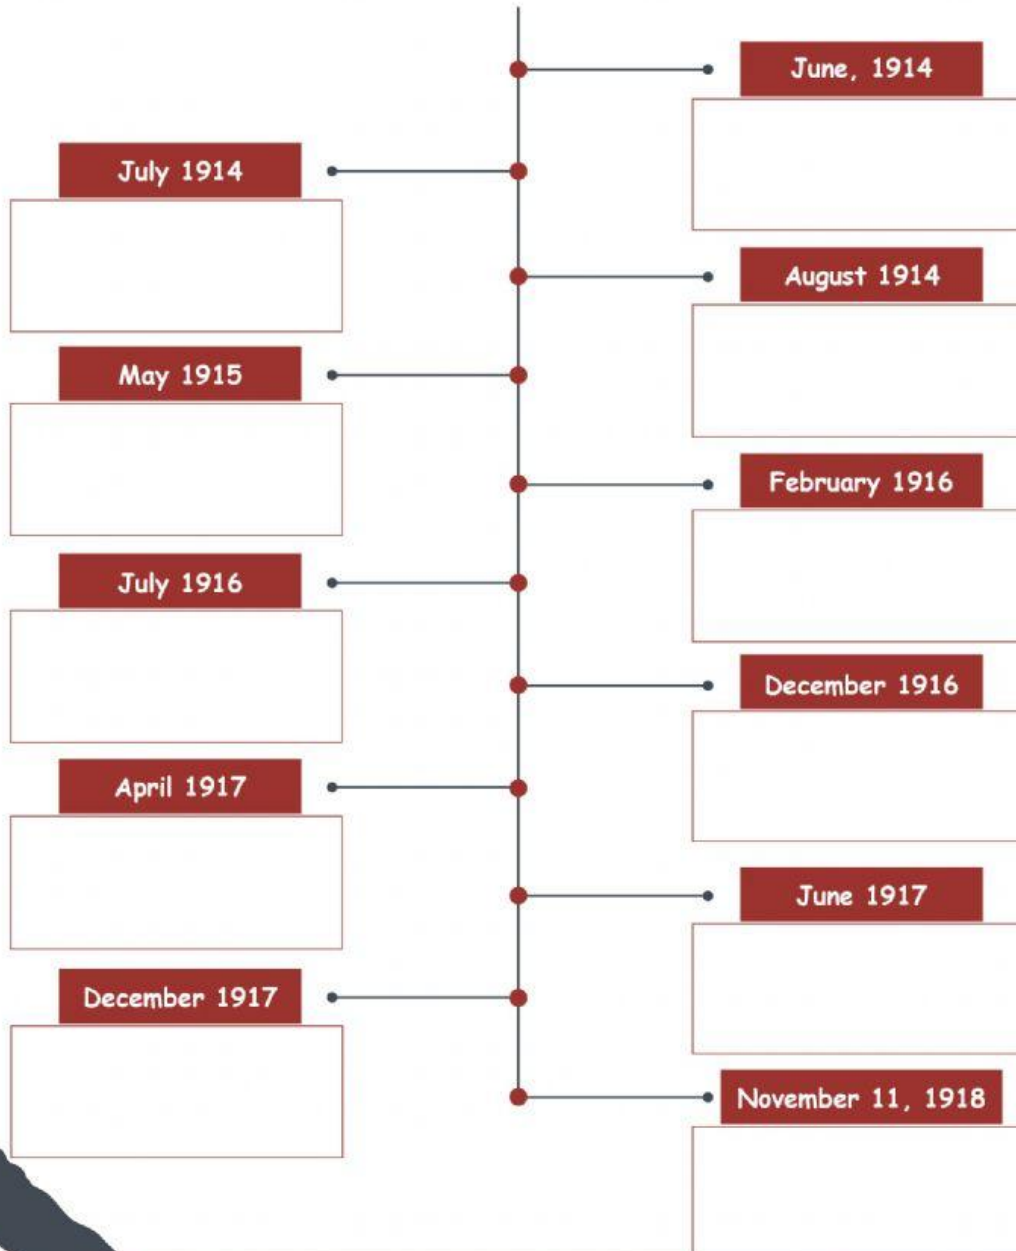 June, 1914
July 1914
August 1914
May 1915
February 1916
July 1916
December 1916
April 1917
June 1917
December 1917
November 11, 1918